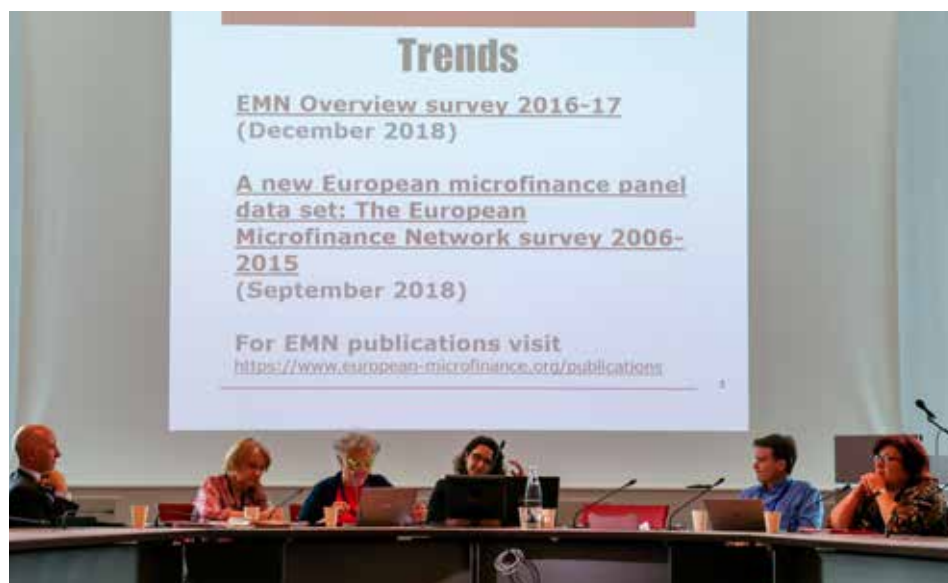 Trends
EMN Overview survey 2016-17
(December 2018)
A new European microfinance panel
data set: The European
Microfinance Network survey 2006-
2015
(September 2018)
For EMN publications visit
https://www.european-microfinance.org/publications